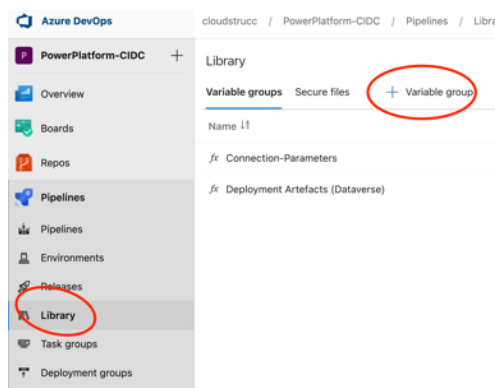 Azure DevOps
cloudstrucc / PowerPlatform-CIDC / Pipelines / Libra
P PowerPlatform-CIDC +
Library
Overview
Variable groups Secure files + Variable group
Boards
Name ↓↑
Repos
fx Connection-Parameters
Pipelines
fx Deployment Artefacts (Dataverse)
Pipelines
Environments
Releases
Library
Task groups
Deployment groups